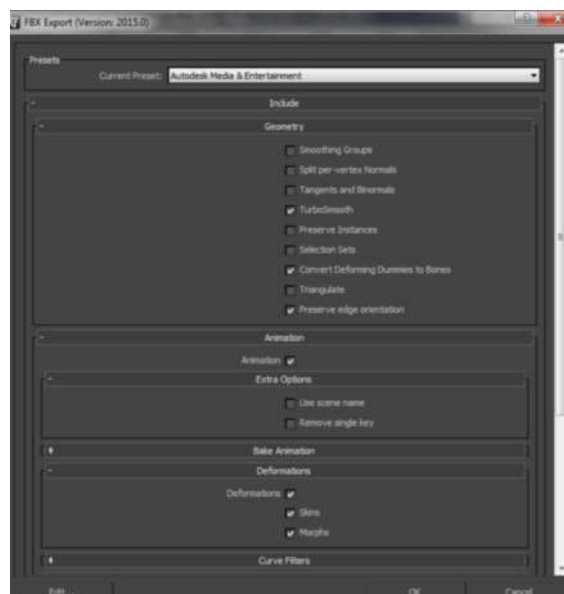 FBX Export (Version: 2015.0)
Presets
Current Preset: Autodesk Media & Entertainment
- Include
- Geometry
Smoothing Groups
Split per-vertex Normals
Tangents and Binormals
TurboSmooth
Preserve Instances
Selection Sets
Convert Deforming Dummies to Bones
Triangulate
Preserve edge orientation
- Animation
Animation
- Extra Options
Use scene name
Remove single key
+ Bake Animation
- Deformations
Deformations
Skins
Morphs
+ Curve Filters
Edit OK Cancel